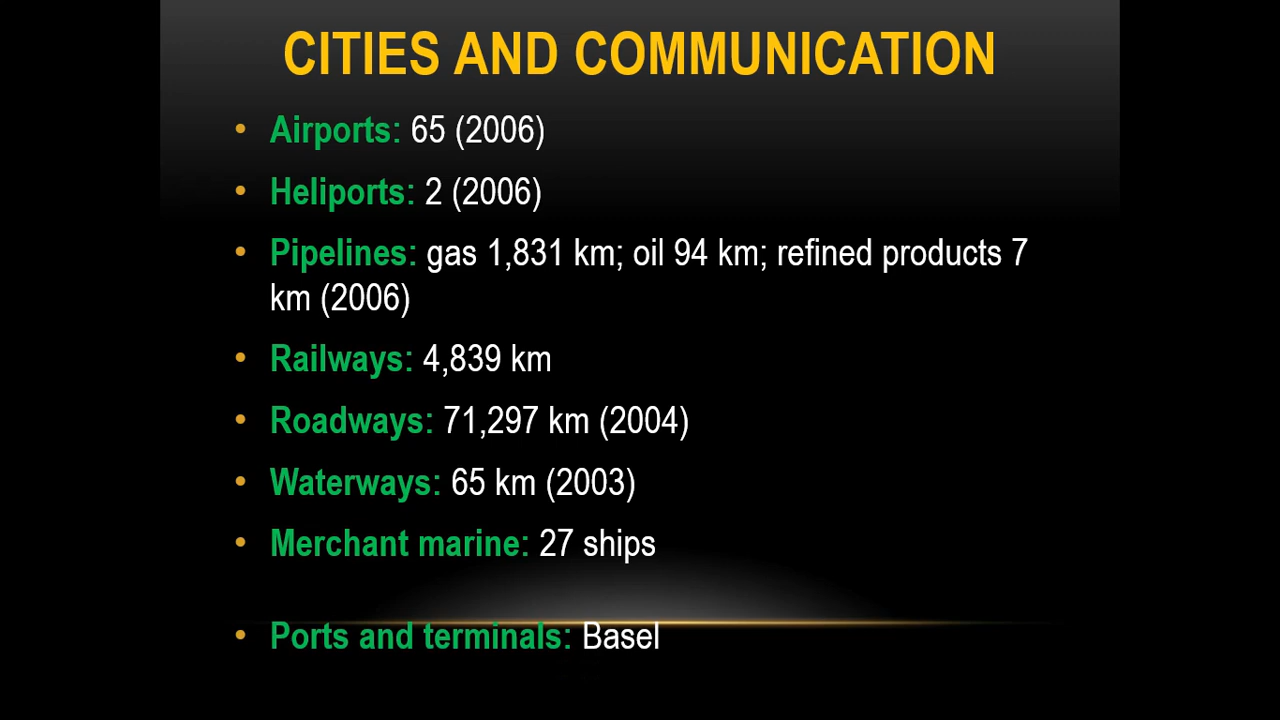 CITIES AND COMMUNICATION
• Airports: 65 (2006)
• Heliports: 2 (2006)
• Pipelines: gas 1,831 km; oil 94 km; refined products 7
km (2006)
• Railways: 4,839 km
• Roadways: 71,297 km (2004)
• Waterways: 65 km (2003)
• Merchant marine: 27 ships
• Ports and terminals: Basel